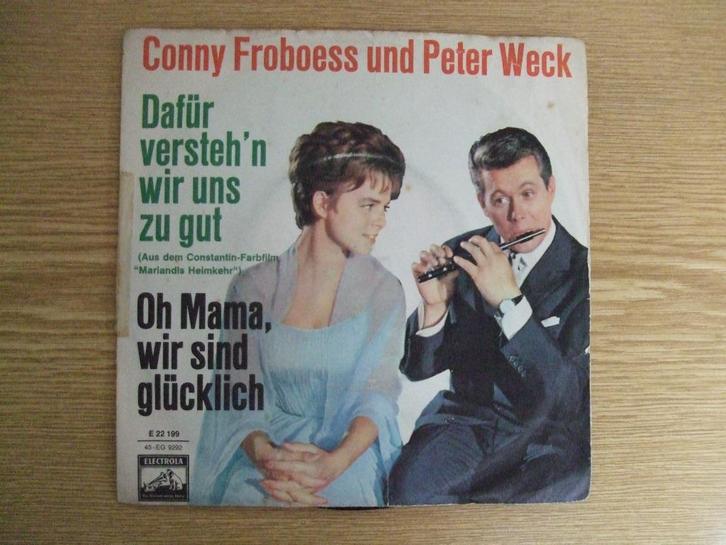 Conny Froboess und Peter Weck
Dafür
versteh'n
wir uns
zu gut
(Aus dem Constantin-Farbfilm
"Mariandls Heimkehr")
Oh Mama,
wir sind
glücklich
E 22 199
45-EG 9292
ELECTROLA